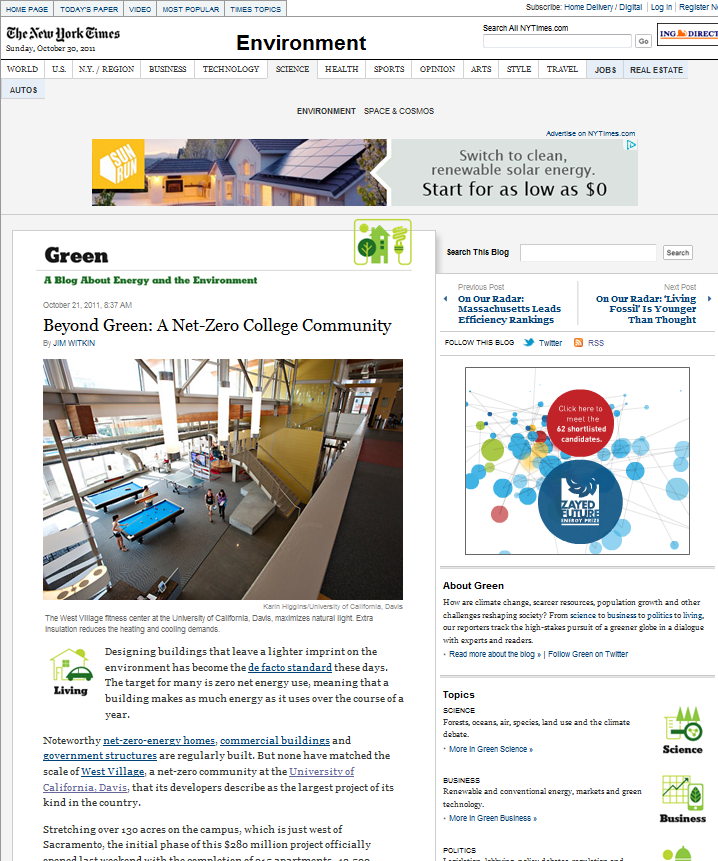 HOME PAGE
TODAY'S PAPER
VIDEO
MOST POPULAR
TIMES TOPICS
Subscribe: Home Delivery / Digital
Log In
Register N
The New York Times
Sunday, October 30, 2011
Environment
Search All NYTimes.com
Go
ING DIRECT
WORLD
U.S.
N.Y. / REGION
BUSINESS
TECHNOLOGY
SCIENCE
HEALTH
SPORTS
OPINION
ARTS
STYLE
TRAVEL
JOBS
REAL ESTATE
AUTOS
ENVIRONMENT
SPACE & COSMOS
Advertise on NYTimes.com
SUN
RUN
Switch to clean,
renewable solar energy.
Start for as low as $0
Green
A Blog About Energy and the Environment
October 21, 2011, 8:37 AM
Beyond Green: A Net-Zero College Community
By JIM WITKIN
Karin Higgins/University of California, Davis
The West Village fitness center at the University of California, Davis, maximizes natural light. Extra
insulation reduces the heating and cooling demands.
Living
Designing buildings that leave a lighter imprint on the
environment has become the de facto standard these days.
The target for many is zero net energy use, meaning that a
building makes as much energy as it uses over the course of a
year.
Noteworthy net-zero-energy homes, commercial buildings and
government structures are regularly built. But none have matched the
scale of West Village, a net-zero community at the University of
California, Davis, that its developers describe as the largest project of its
kind in the country.
Stretching over 130 acres on the campus, which is just west of
Sacramento, the initial phase of this $280 million project officially
opened last weekend with the completion of 315 apartments, 40,500
Search This Blog
Search
Previous Post
On Our Radar:
Massachusetts Leads
Efficiency Rankings
Next Post
On Our Radar: 'Living
Fossil' Is Younger
Than Thought
FOLLOW THIS BLOG
Twitter
RSS
Click here to
meet the
62 shortlisted
candidates.
ZAYED
FUTURE
ENERGY PRIZE
About Green
How are climate change, scarcer resources, population growth and other
challenges reshaping society? From science to business to politics to living,
our reporters track the high-stakes pursuit of a greener globe in a dialogue
with experts and readers.
Read more about the blog » | Follow Green on Twitter
Topics
SCIENCE
Forests, oceans, air, species, land use and the climate
debate.
More in Green Science »
Science
BUSINESS
Renewable and conventional energy, markets and green
technology.
More in Green Business »
Business
POLITICS
Legislation, lobbying, policy debates, regulation and